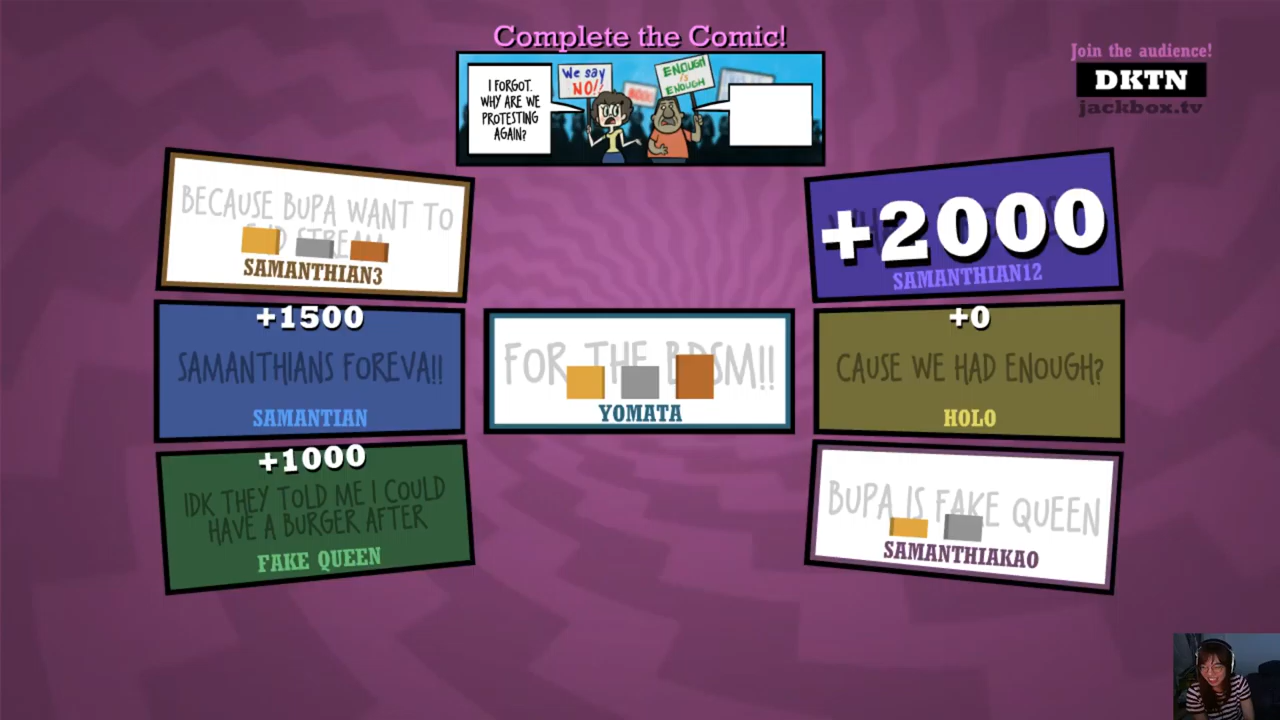 Complete the Comic!
Join the audience!
DKTN
jackbox.tv
I FORGOT.
WHY ARE WE
PROTESTING
AGAIN?
We say
NO!!
ENOUGH
IS
ENOUGH
BECAUSE BUPA WANT TO
STREAM
SAMANTHIAN3
+2000
SAMANTHIAN12
+1500
SAMANTHIANS FOREVA!!
SAMANTIAN
FOR THE BDSM!!
YOMATA
+0
CAUSE WE HAD ENOUGH?
HOLO
+1000
IDK THEY TOLD ME I COULD
HAVE A BURGER AFTER
FAKE QUEEN
BUPA IS FAKE QUEEN
SAMANTHIAKAO